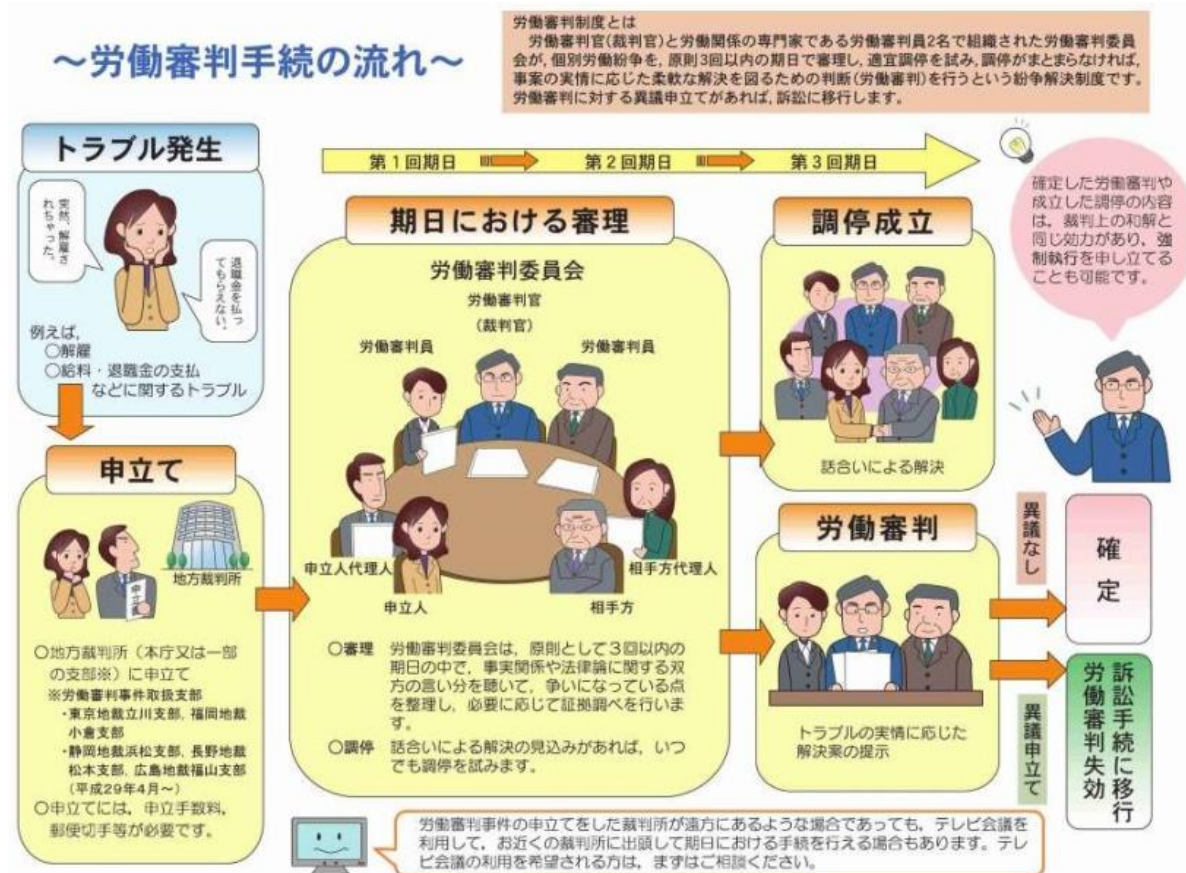 ～労働審判手続の流れ～
労働審判制度とは
労働審判官(裁判官)と労働関係の専門家である労働審判員2名で組織された労働審判委員
会が,個別労働紛争を,原則3回以内の期日で審理し,適宜調停を試み,調停がまとまらなければ,
事案の実情に応じた柔軟な解決を図るための判断(労働審判)を行うという紛争解決制度です。
労働審判に対する異議申立てがあれば,訴訟に移行します。
トラブル発生
突然、解雇さ
れちゃった。
退職金を払っ
てもらえない。
例えば,
○解雇
○給料・退職金の支払
などに関するトラブル
申立て
地方裁判所
申立書
○地方裁判所（本庁又は一部
の支部※）に申立て
※労働審判事件取扱支部
・東京地裁立川支部,福岡地裁
小倉支部
・静岡地裁浜松支部,長野地裁
松本支部,広島地裁福山支部
(平成29年4月～)
○申立てには,申立手数料,
郵便切手等が必要です。
第1回期日
第2回期日
第3回期日
期日における審理
労働審判委員会
労働審判官
(裁判官)
労働審判員
労働審判員
申立人代理人
相手方代理人
申立人
相手方
○審理 労働審判委員会は,原則として3回以内の
期日の中で,事実関係や法律論に関する双
方の言い分を聴いて,争いになっている点
を整理し,必要に応じて証拠調べを行いま
す。
○調停 話合いによる解決の見込みがあれば,いつ
でも調停を試みます。
調停成立
話合いによる解決
労働審判
トラブルの実情に応じた
解決案の提示
確定した労働審判や
成立した調停の内容
は、裁判上の和解と
同じ効力があり、強
制執行を申し立てる
ことも可能です。
異議なし
確定
異議申立て
訴訟手続に移行
労働審判失効
労働審判事件の申立てをした裁判所が遠方にあるような場合であっても,テレビ会議を
利用して,お近くの裁判所に出頭して期日における手続を行える場合もあります。テレ
ビ会議の利用を希望される方は,まずはご相談ください。